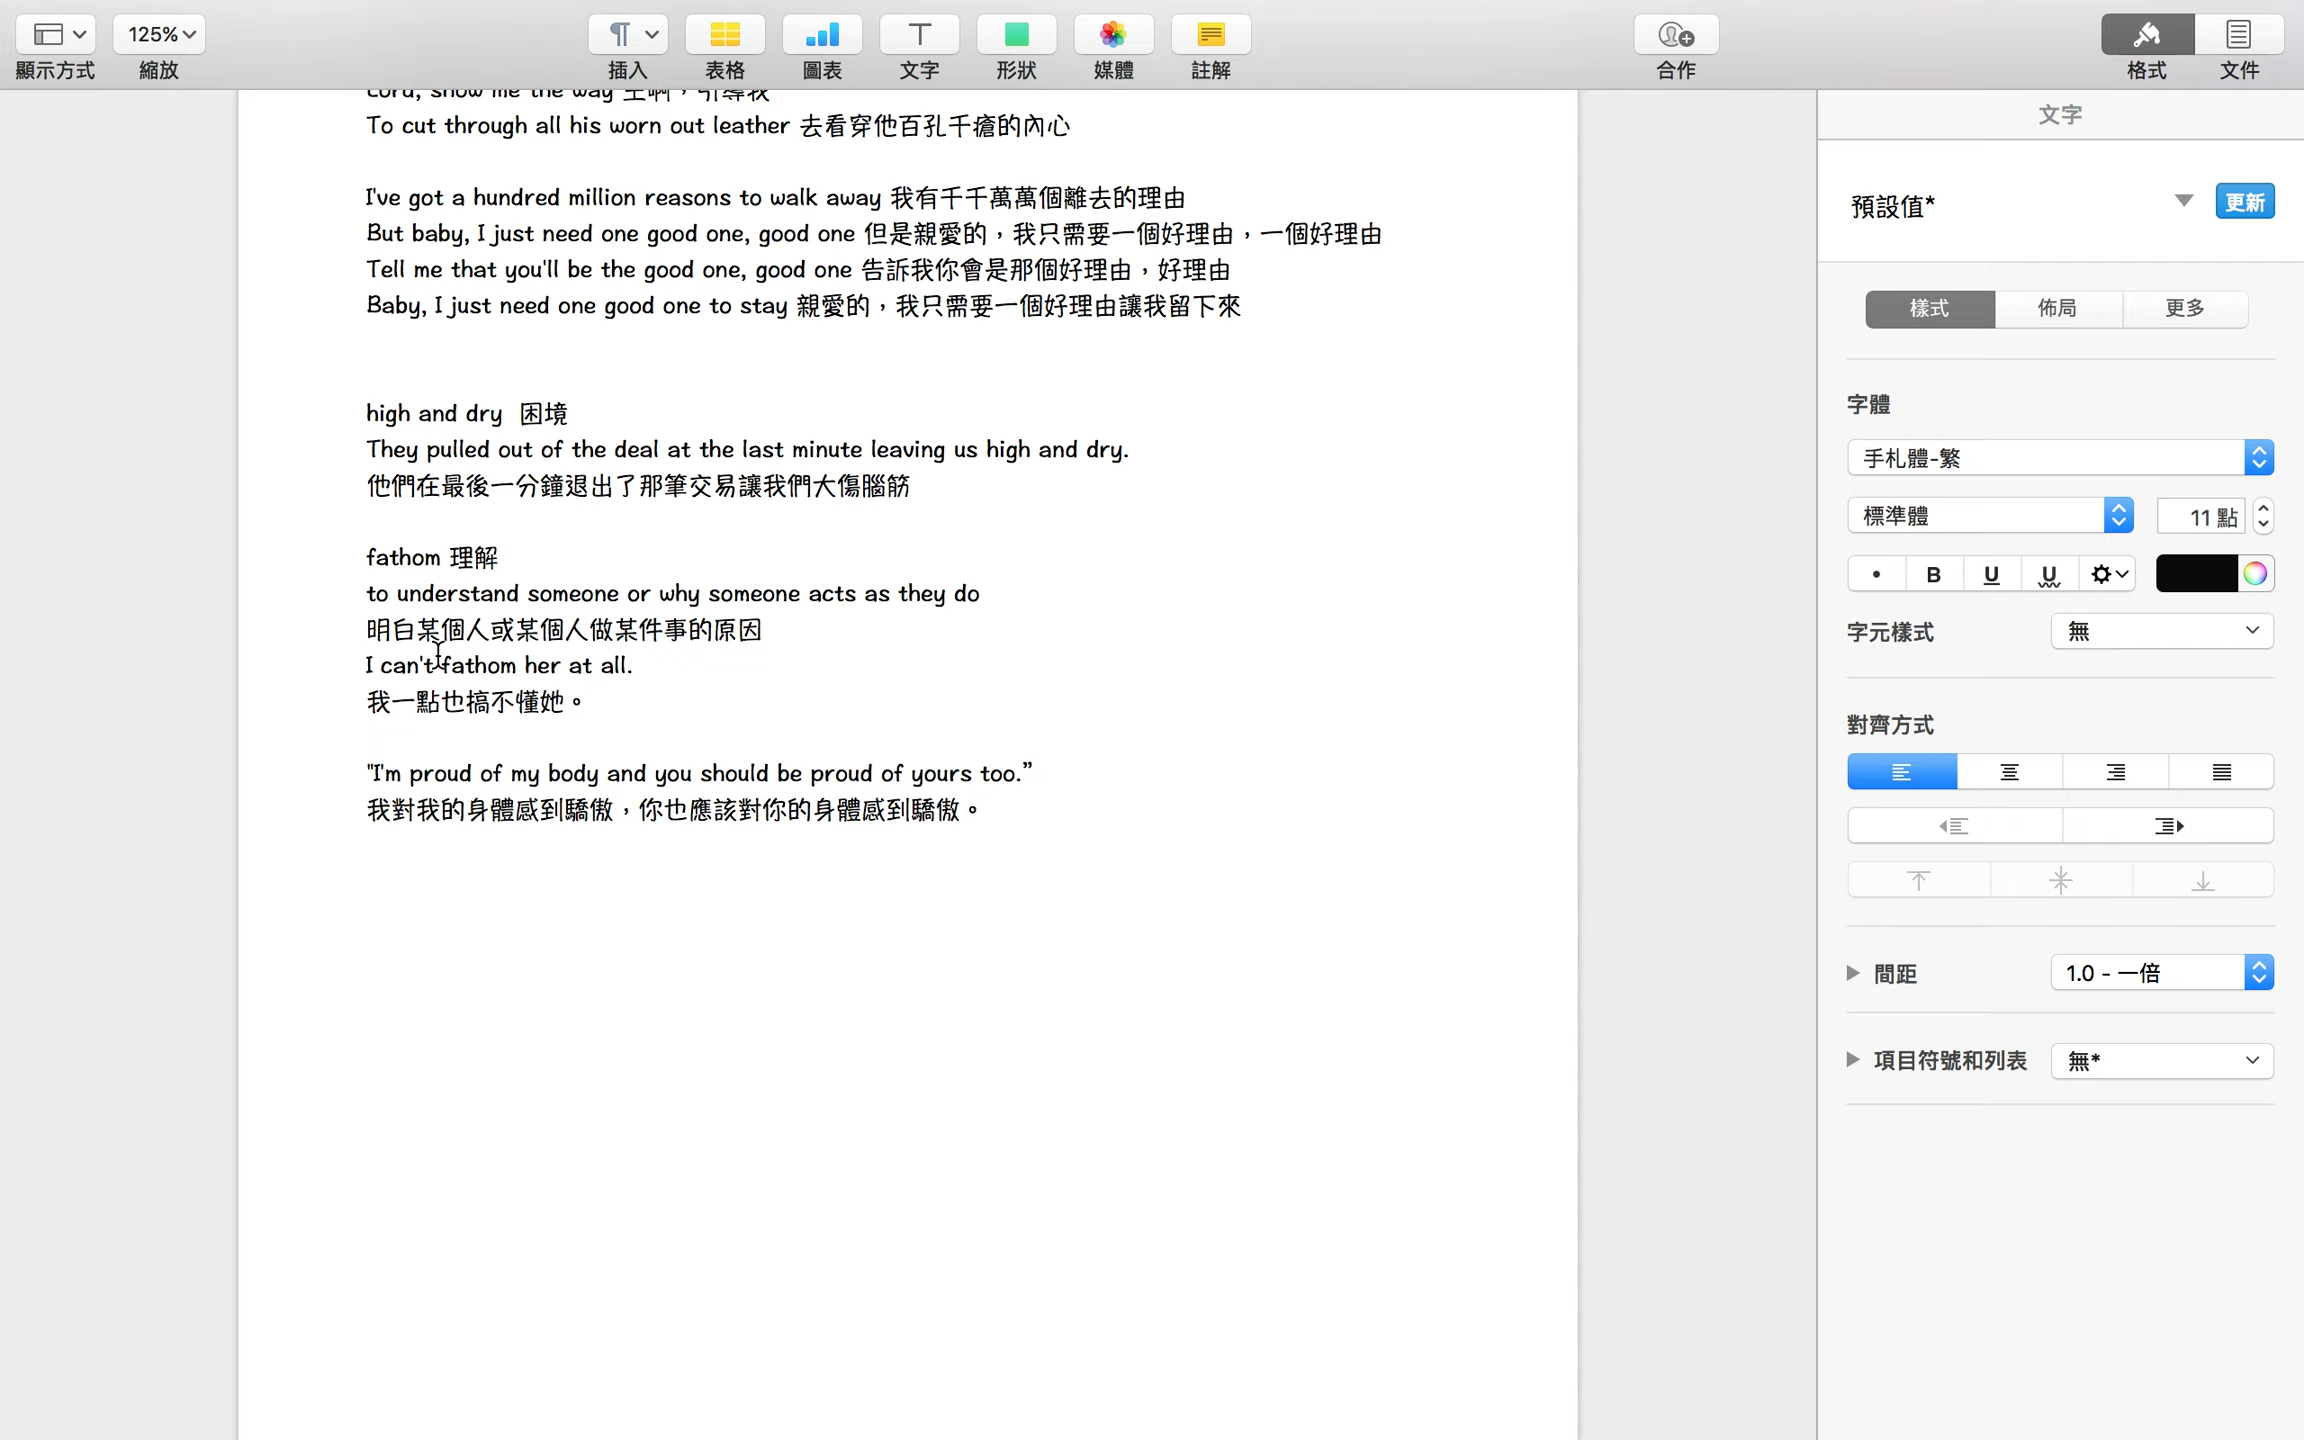 125%
顯示方式
縮放
插入
表格
圖表
文字
形狀
媒體
註解
合作
格式
文件
Lord, show me the way 主啊，引導我
To cut through all his worn out leather 去看穿他百孔千瘡的內心
I've got a hundred million reasons to walk away 我有千千萬萬個離去的理由
But baby, I just need one good one, good one 但是親愛的，我只需要一個好理由，一個好理由
Tell me that you'll be the good one, good one 告訴我你會是那個好理由，好理由
Baby, I just need one good one to stay 親愛的，我只需要一個好理由讓我留下來
high and dry  困境
They pulled out of the deal at the last minute leaving us high and dry.
他們在最後一分鐘退出了那筆交易讓我們大傷腦筋
fathom 理解
to understand someone or why someone acts as they do
明白某個人或某個人做某件事的原因
I can't fathom her at all.
我一點也搞不懂她。
"I'm proud of my body and you should be proud of yours too.”
我對我的身體感到驕傲，你也應該對你的身體感到驕傲。
文字
預設值*
更新
樣式
佈局
更多
字體
手札體-繁
標準體
11 點
B
U
U
字元樣式
無
對齊方式
間距
1.0 - 一倍
項目符號和列表
無*